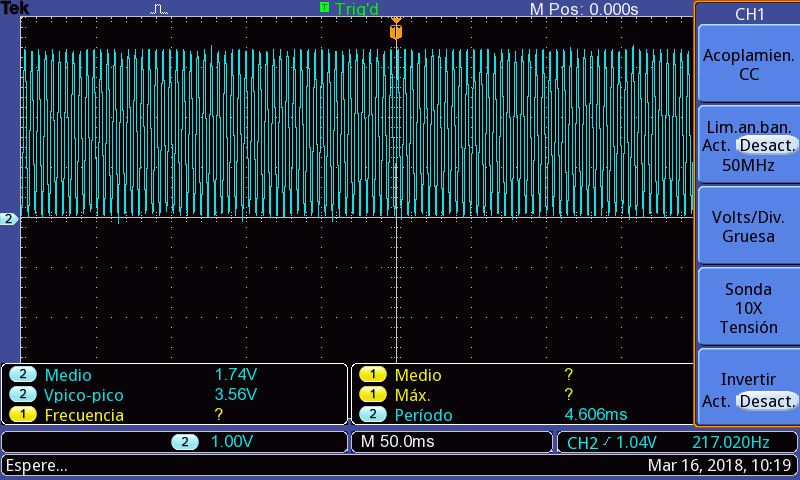 Tek
T Trig'd
M Pos: 0.000s
CH1
T
Acoplamien.
CC
Lim.an.ban.
Act. Desact.
50MHz
2
Volts/Div.
Gruesa
Sonda
10X
Tensión
Invertir
Act. Desact.
2 Medio 1.74V
2 Vpico-pico 3.56V
1 Frecuencia ?
1 Medio ?
1 Máx. ?
2 Período 4.606ms
2 1.00V
M 50.0ms
CH2 1.04V 217.020Hz
Espere...
Mar 16, 2018, 10:19